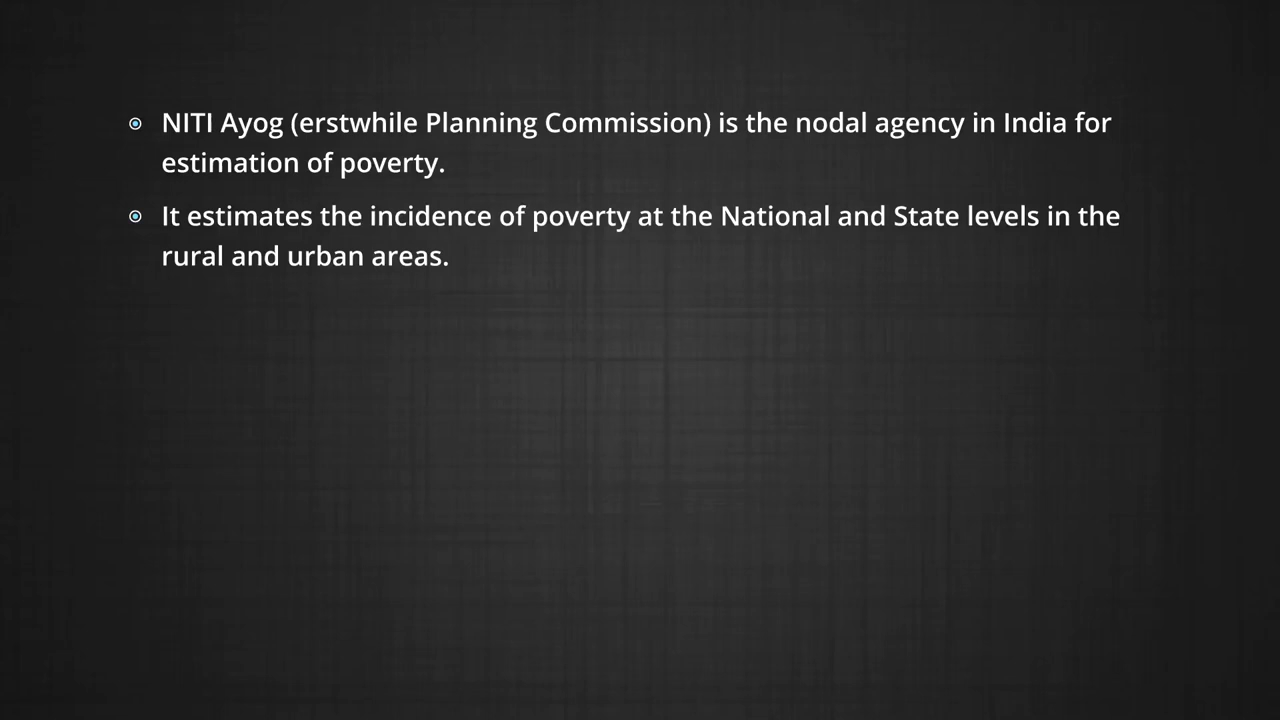 NITI Ayog (erstwhile Planning Commission) is the nodal agency in India for
estimation of poverty.
It estimates the incidence of poverty at the National and State levels in the
rural and urban areas.